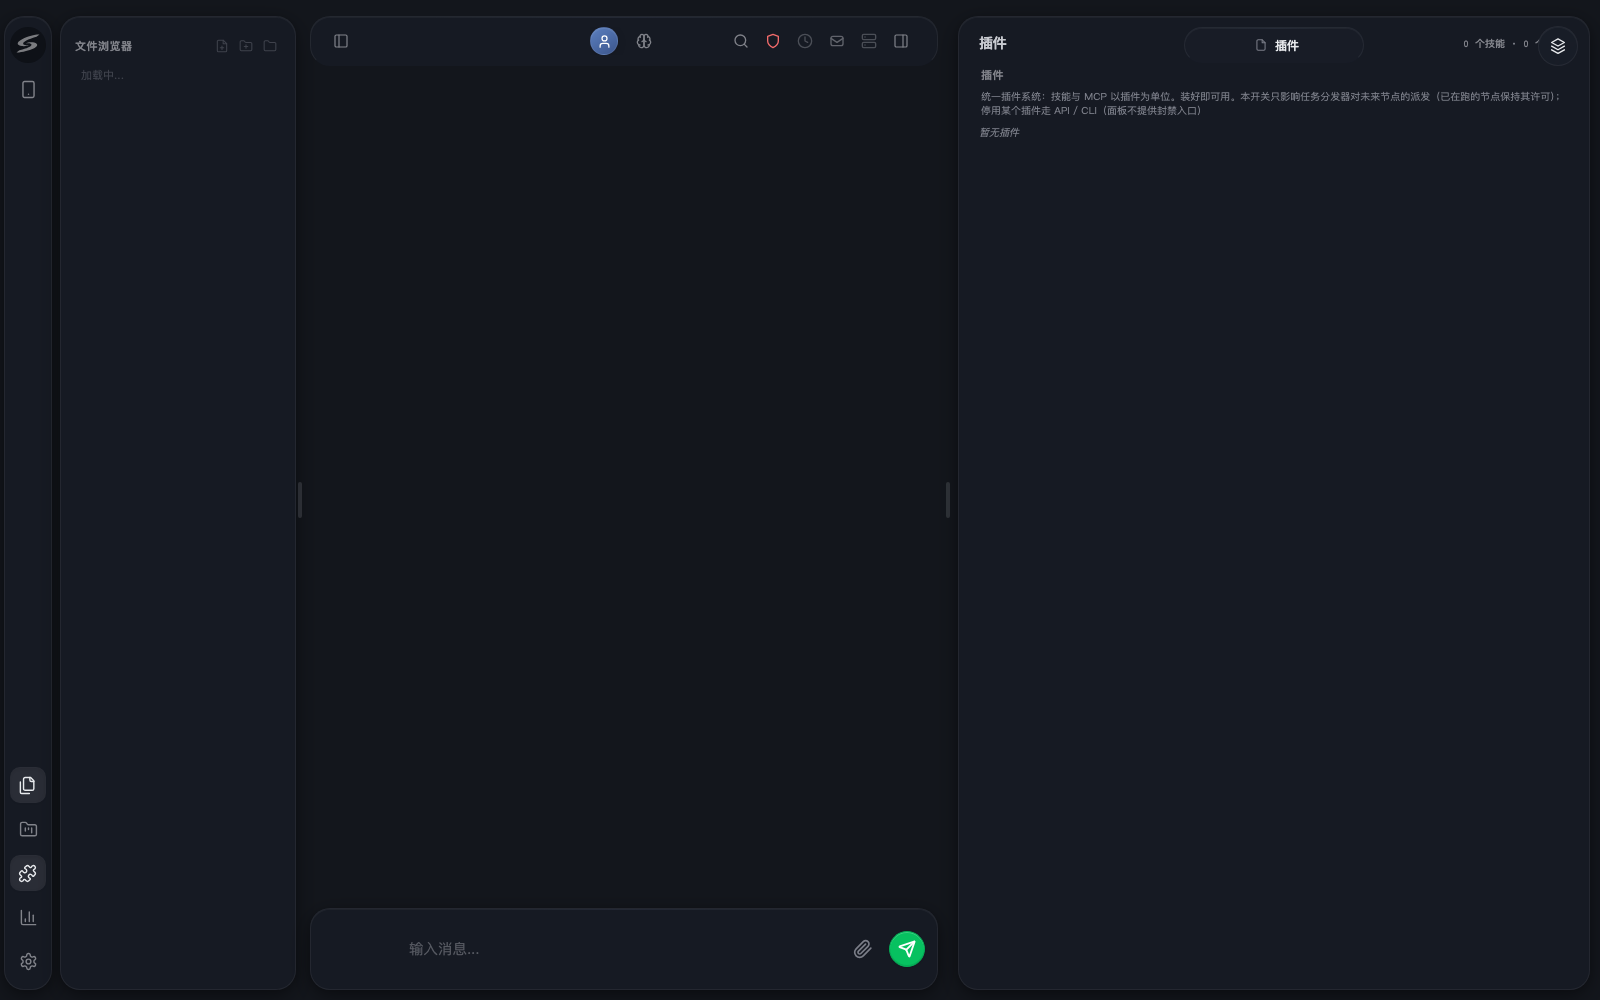 文件浏览器
加载中...
输入消息...
插件
插件
0 个技能 · 0
插件
统一插件系统：技能与 MCP 以插件为单位。装好即可用。本开关只影响任务分发器对未来节点的派发（已在跑的节点保持其许可）；
停用某个插件走 API / CLI（面板不提供封禁入口）
暂无插件